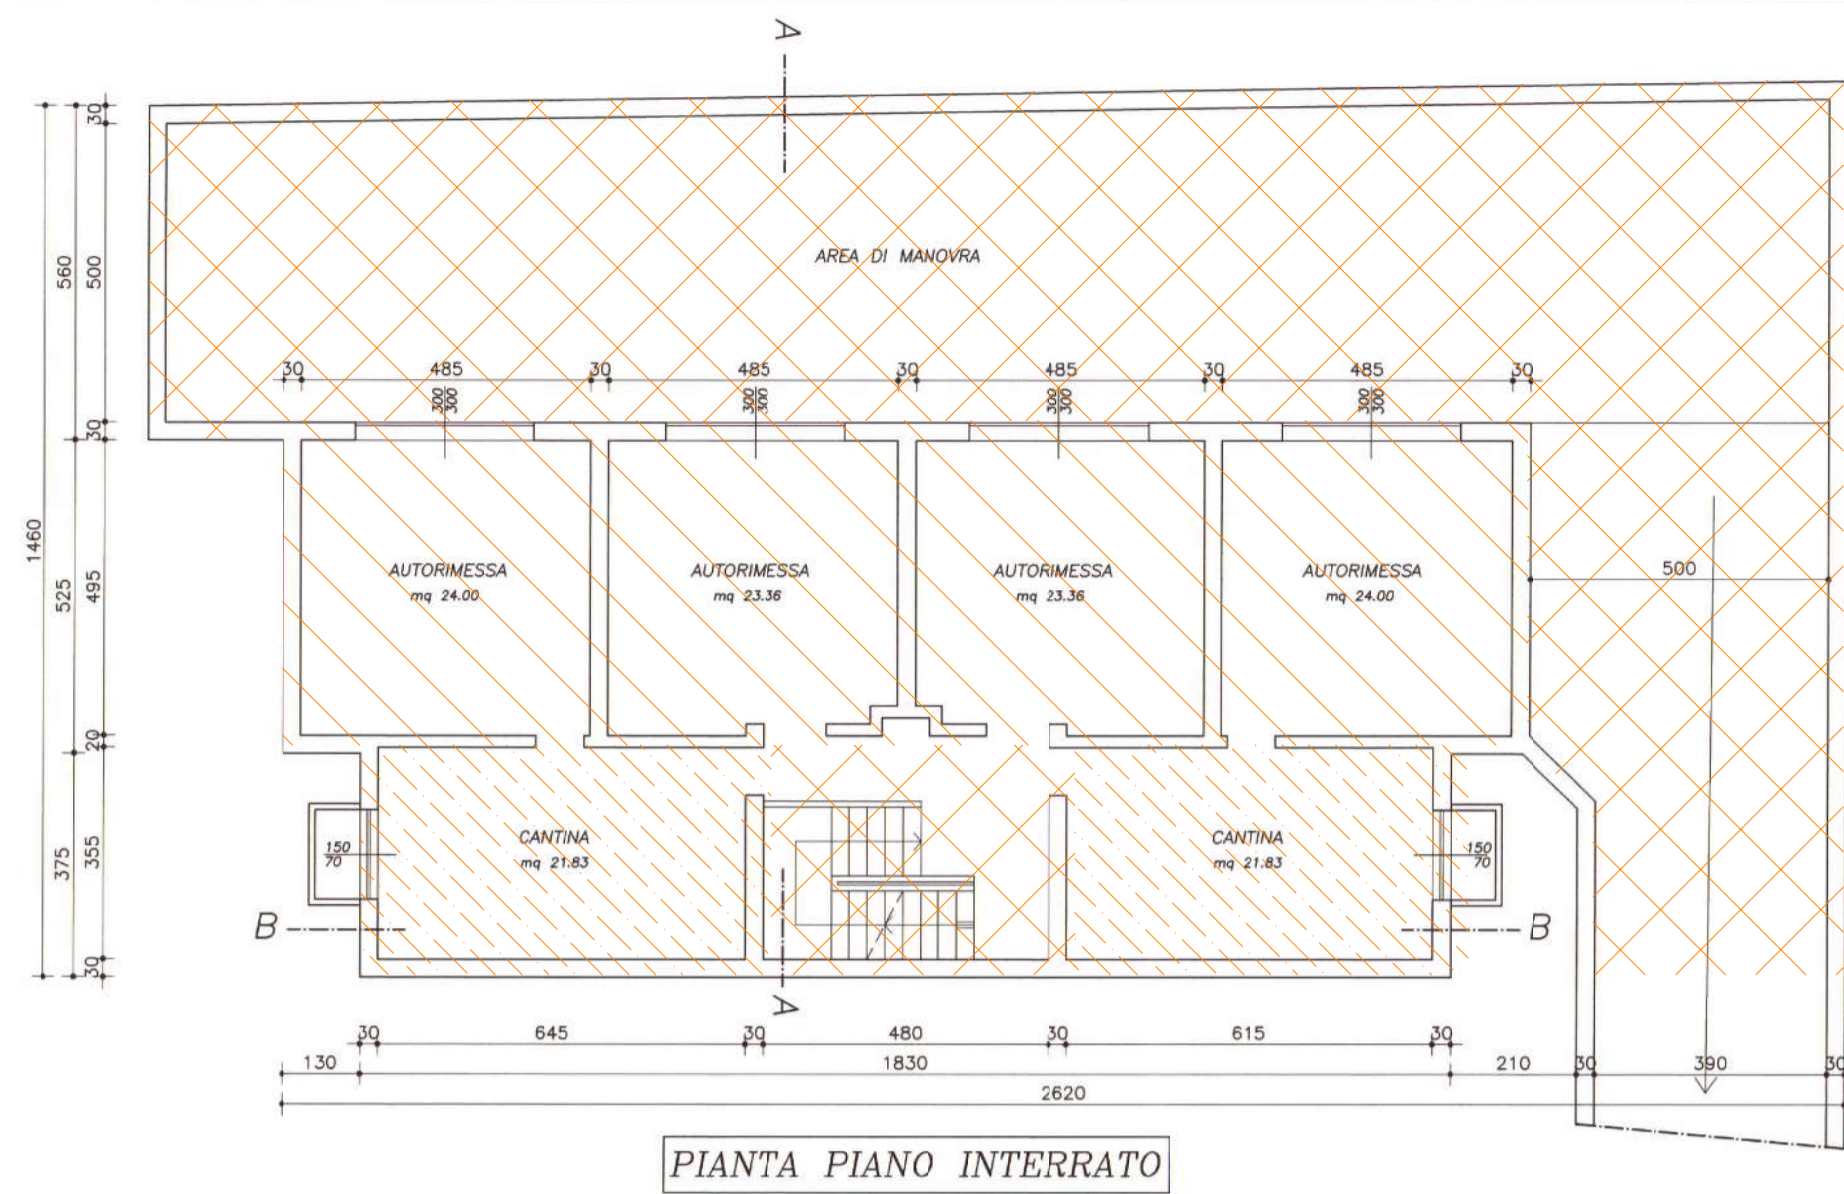 A
30
560
500
AREA DI MANOVRA
30 485 30 485 30 485 30 485 30
300
300
300
300
300
300
300
300
30
1460
525
495
AUTORIMESSA
mq 24.00
AUTORIMESSA
mq 23.36
AUTORIMESSA
mq 23.36
AUTORIMESSA
mq 24.00
500
20
375
355
150
70
CANTINA
mq 21.83
CANTINA
mq 21.83
150
70
B
B
30
A
30 645 30 480 30 615 30
130 1830 210 30 390 30
2620
PIANTA PIANO INTERRATO